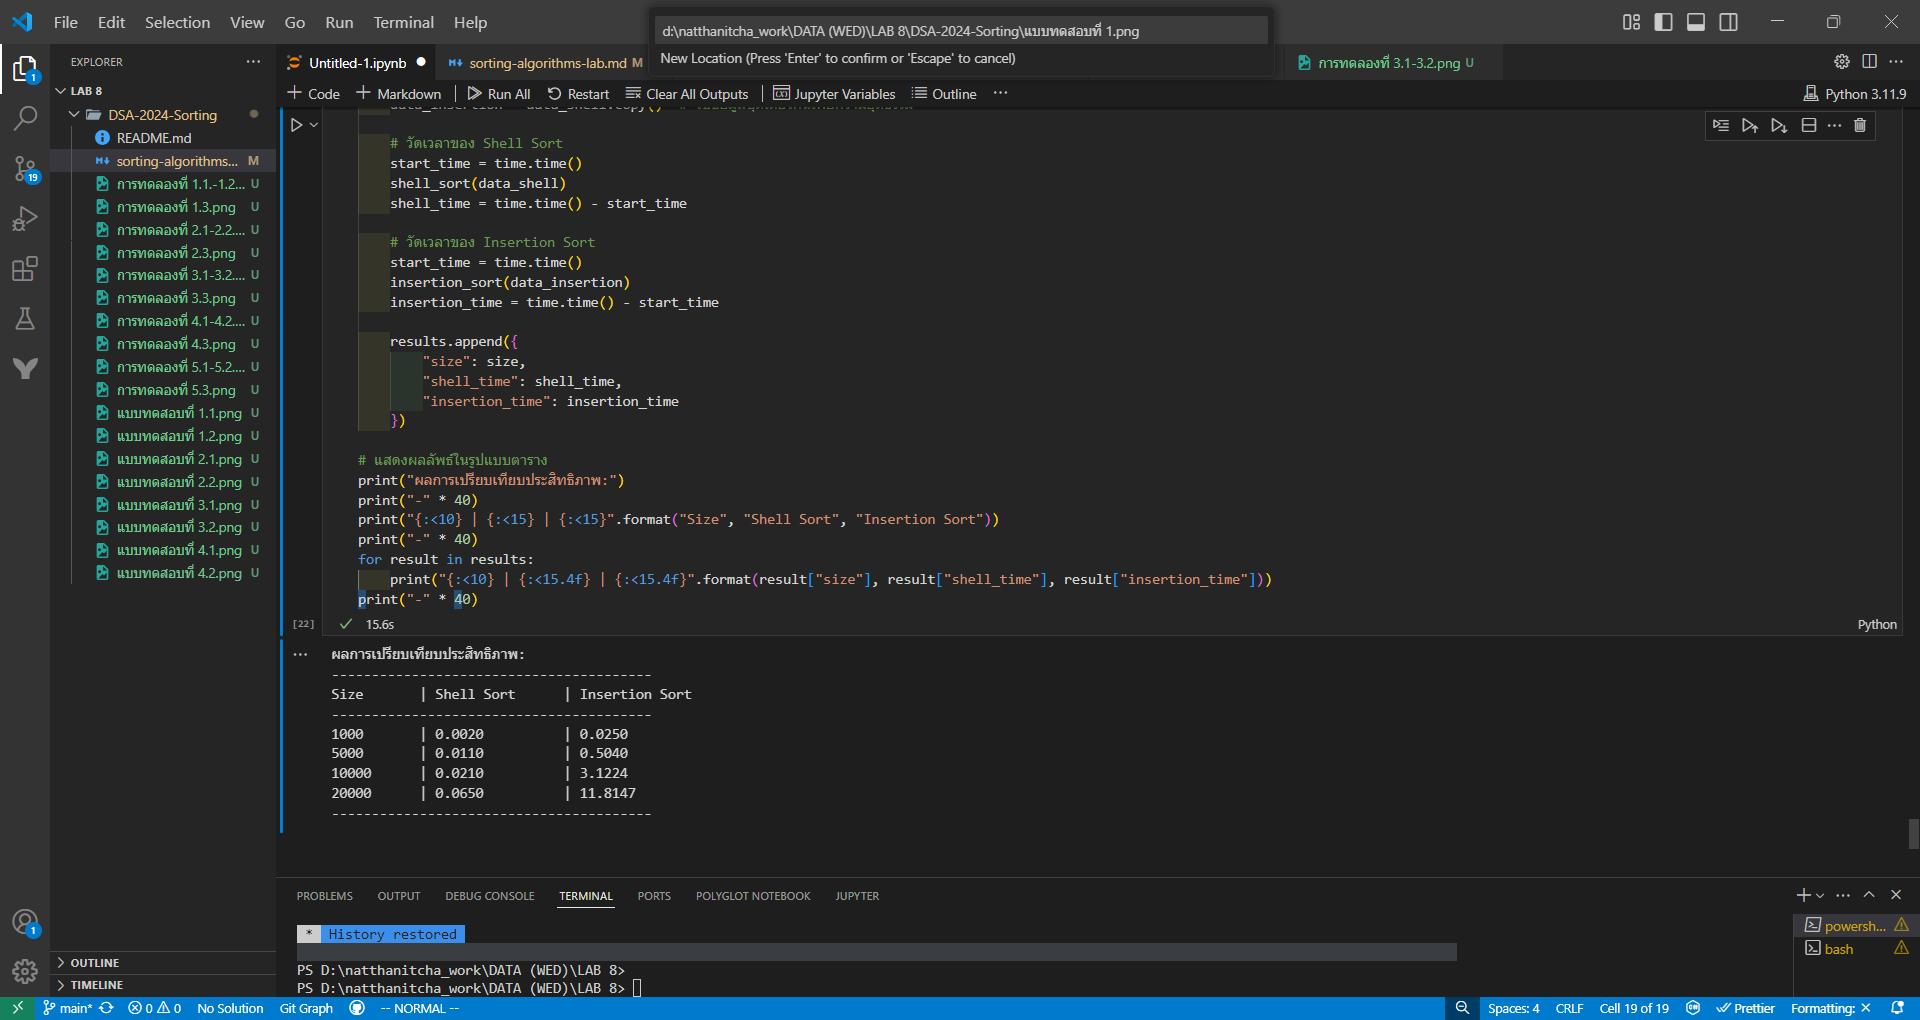 File Edit Selection View Go Run Terminal Help
d:\natthanitcha_work\DATA (WED)\LAB 8\DSA-2024-Sorting\แบบทดสอบที่ 1.png
New Location (Press 'Enter' to confirm or 'Escape' to cancel)
EXPLORER
Untitled-1.ipynb
sorting-algorithms-lab.md M
การทดลองที่ 3.1-3.2.png U
LAB 8
Code Markdown Run All Restart Clear All Outputs Jupyter Variables Outline
Python 3.11.9
DSA-2024-Sorting
README.md
sorting-algorithms... M
การทดลองที่ 1.1.-1.2... U
การทดลองที่ 1.3.png U
การทดลองที่ 2.1-2.2.... U
การทดลองที่ 2.3.png U
การทดลองที่ 3.1-3.2.... U
การทดลองที่ 3.3.png U
การทดลองที่ 4.1-4.2.... U
การทดลองที่ 4.3.png U
การทดลองที่ 5.1-5.2.... U
การทดลองที่ 5.3.png U
แบบทดสอบที่ 1.1.png U
แบบทดสอบที่ 1.2.png U
แบบทดสอบที่ 2.1.png U
แบบทดสอบที่ 2.2.png U
แบบทดสอบที่ 3.1.png U
แบบทดสอบที่ 3.2.png U
แบบทดสอบที่ 4.1.png U
แบบทดสอบที่ 4.2.png U
1
19
# วัดเวลาของ Shell Sort
start_time = time.time()
shell_sort(data_shell)
shell_time = time.time() - start_time
# วัดเวลาของ Insertion Sort
start_time = time.time()
insertion_sort(data_insertion)
insertion_time = time.time() - start_time
results.append({
"size": size,
"shell_time": shell_time,
"insertion_time": insertion_time
})
# แสดงผลลัพธ์ในรูปแบบตาราง
print("ผลการเปรียบเทียบประสิทธิภาพ:")
print("-" * 40)
print("{:<10} | {:<15} | {:<15}".format("Size", "Shell Sort", "Insertion Sort"))
print("-" * 40)
for result in results:
print("{:<10} | {:<15.4f} | {:<15.4f}".format(result["size"], result["shell_time"], result["insertion_time"]))
print("-" * 40)
[22] 15.6s Python
ผลการเปรียบเทียบประสิทธิภาพ:
----------------------------------------
Size | Shell Sort | Insertion Sort
----------------------------------------
1000 | 0.0020 | 0.0250
5000 | 0.0110 | 0.5040
10000 | 0.0210 | 3.1224
20000 | 0.0650 | 11.8147
----------------------------------------
PROBLEMS OUTPUT DEBUG CONSOLE TERMINAL PORTS POLYGLOT NOTEBOOK JUPYTER
* History restored
PS D:\natthanitcha_work\DATA (WED)\LAB 8>
PS D:\natthanitcha_work\DATA (WED)\LAB 8>
powersh...
bash
1
OUTLINE
TIMELINE
main* 0 0 No Solution Git Graph -- NORMAL -- Spaces: 4 CRLF Cell 19 of 19 Prettier Formatting: ×